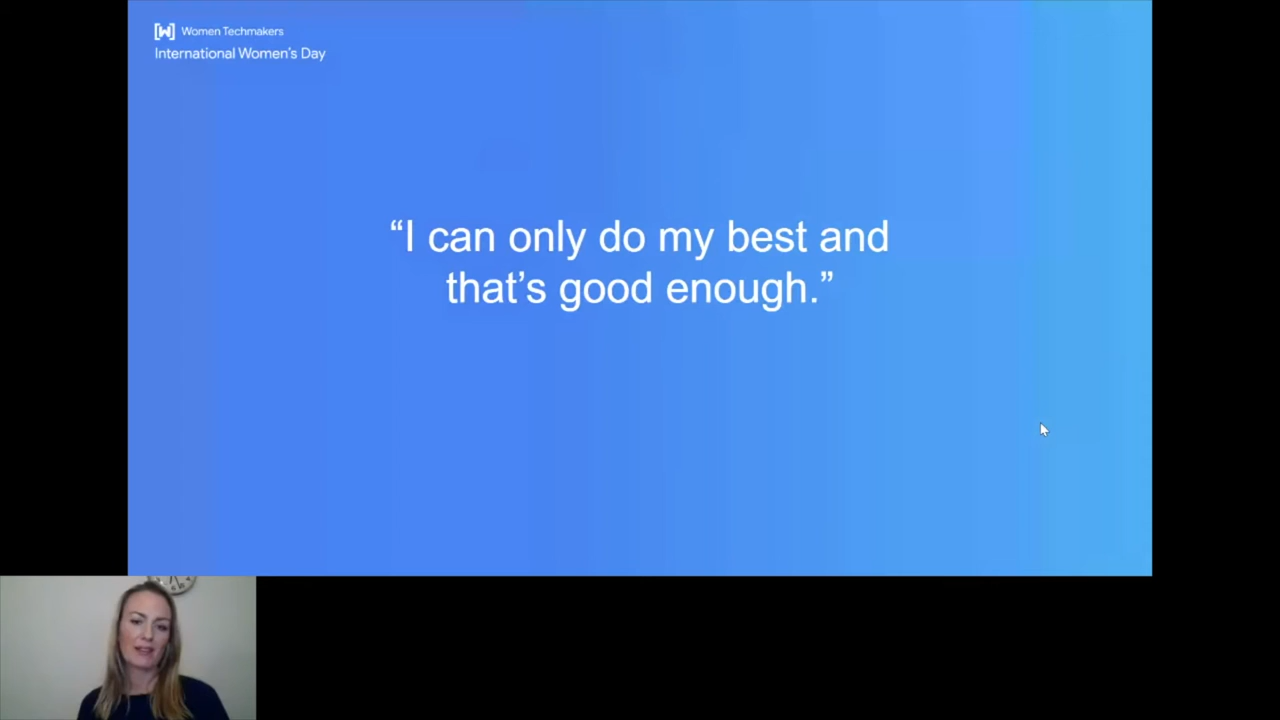 [W] Women Techmakers
International Women's Day
“I can only do my best and
that’s good enough.”